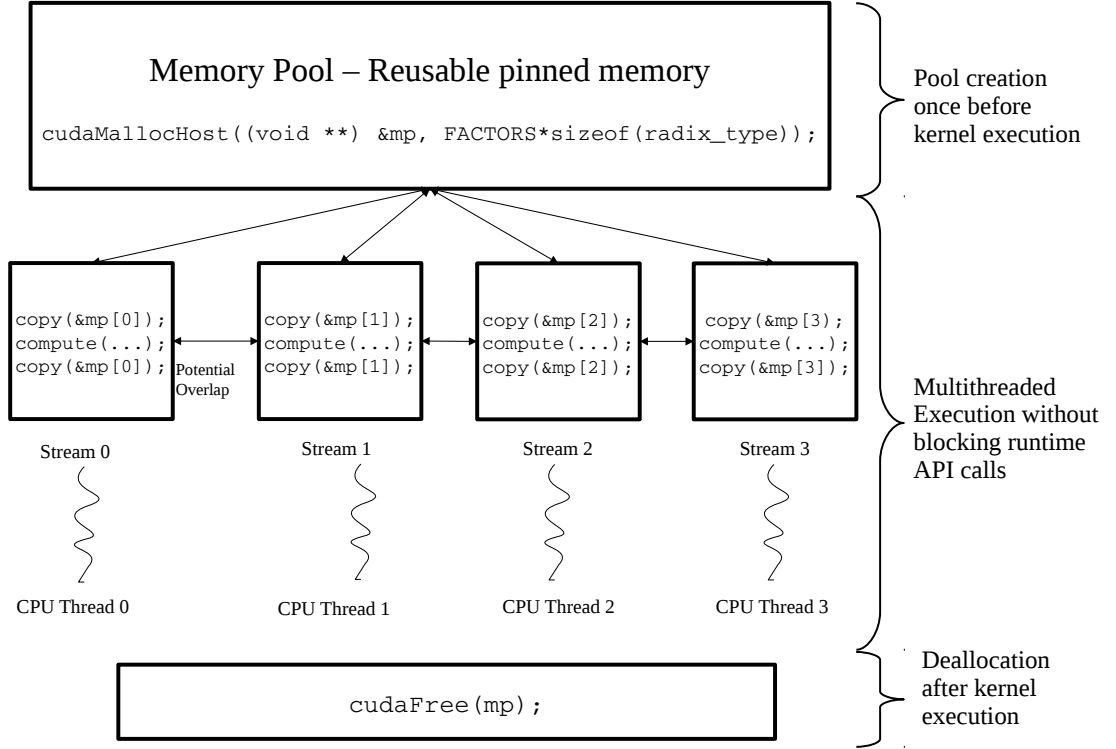 Memory Pool – Reusable pinned memory
cudaMallocHost((void **) &mp, FACTORS*sizeof(radix_type));
Pool creation
once before
kernel execution
copy(&mp[0]);
compute(...);
copy(&mp[0]);
Potential
Overlap
copy(&mp[1]);
compute(...);
copy(&mp[1]);
copy(&mp[2]);
compute(...);
copy(&mp[2]);
copy(&mp[3);
compute(...);
copy(&mp[3]);
Stream 0
Stream 1
Stream 2
Stream 3
CPU Thread 0
CPU Thread 1
CPU Thread 2
CPU Thread 3
Multithreaded
Execution without
blocking runtime
API calls
cudaFree(mp);
Deallocation
after kernel
execution